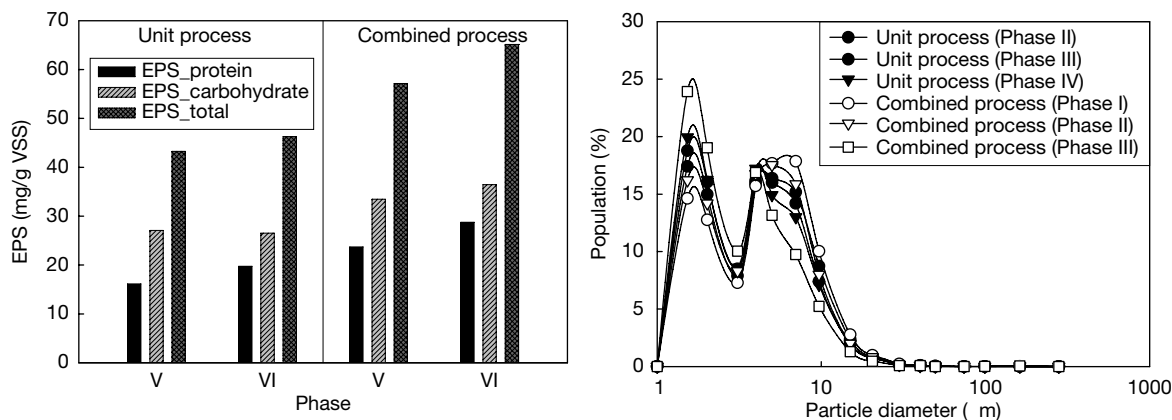 70
60
50
40
30
20
10
0
EPS (mg/g VSS)
Unit process
Combined process
EPS_protein
EPS_carbohydrate
EPS_total
V
VI
V
VI
Phase
30
25
20
15
10
5
0
Population (%)
Unit process (Phase II)
Unit process (Phase III)
Unit process (Phase IV)
Combined process (Phase I)
Combined process (Phase II)
Combined process (Phase III)
1
10
100
1000
Particle diameter (_m)